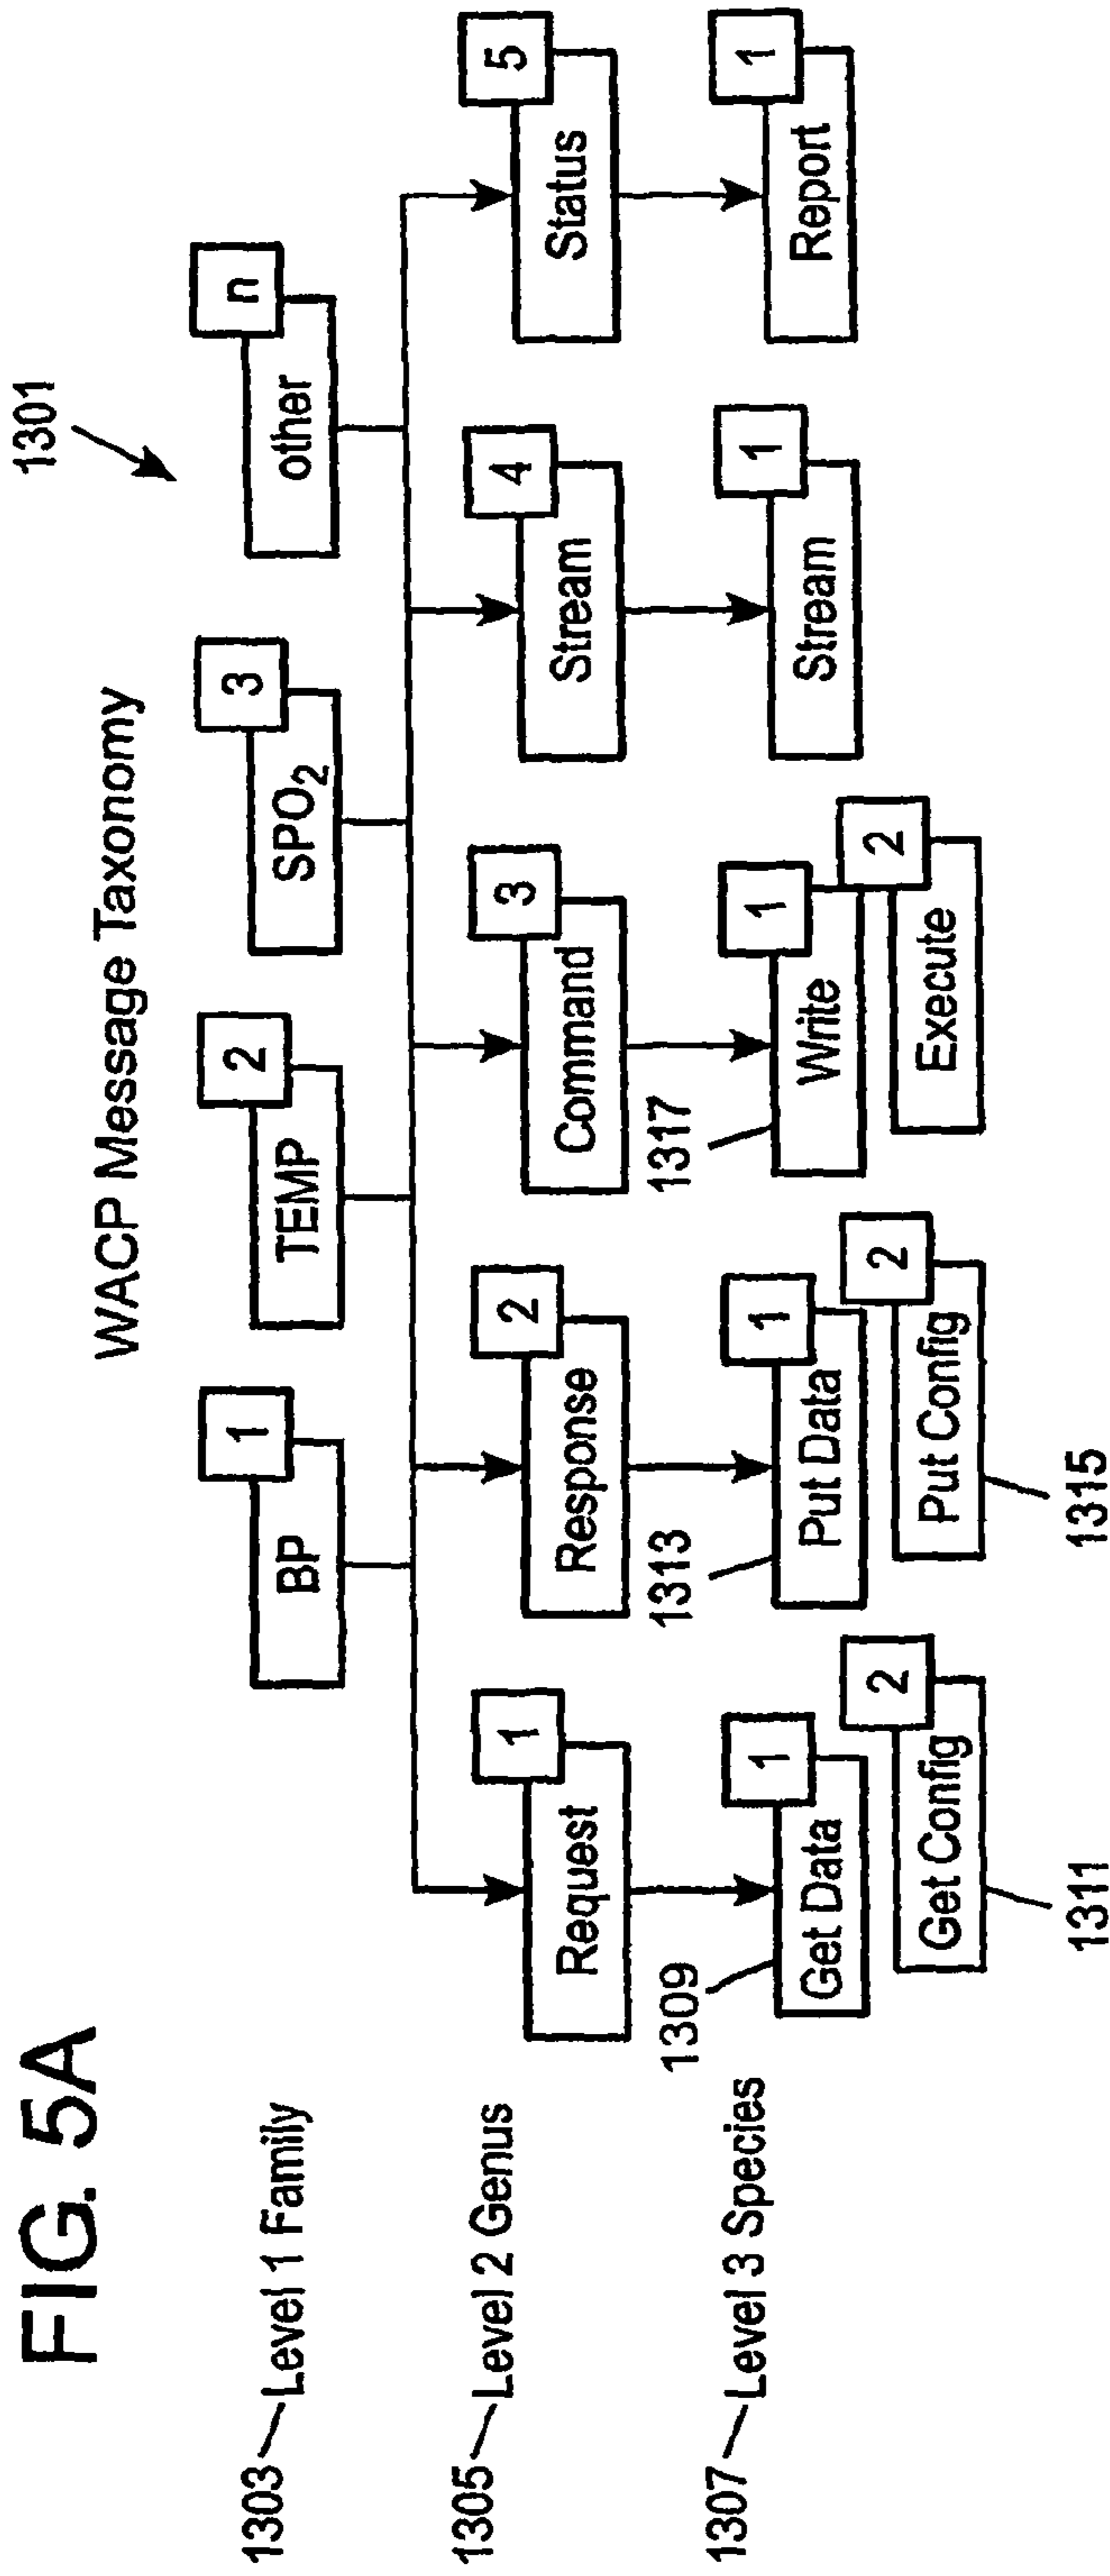 FIG. 5A
WACP Message Taxonomy
1301
1303 Level 1 Family
BP 1
TEMP 2
SPO₂ 3
other n
1305 Level 2 Genus
Request 1
Response 2
Command 3
Stream 4
Status 5
1307 Level 3 Species
1309
Get Data 1
Get Config 2
1311
1313
Put Data 1
Put Config 2
1315
1317
Write 1
Execute 2
Stream 1
Report 1